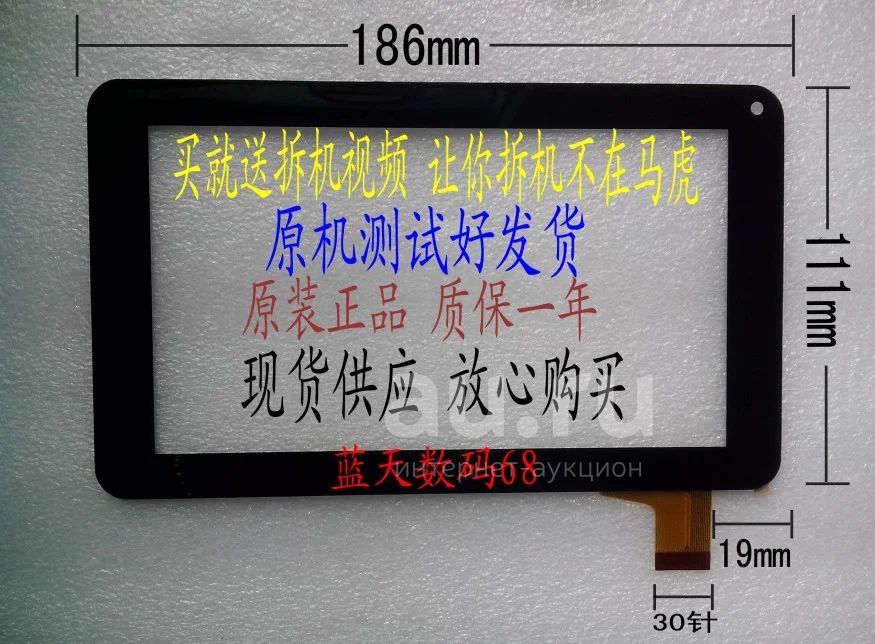 186mm
买就送拆机视频 让你拆机不在马虎
原机测试好发货
111mm
原装正品 质保一年
现货供应 放心购买
au.ru
интернет-аукцион
蓝天数码68
19mm
30针